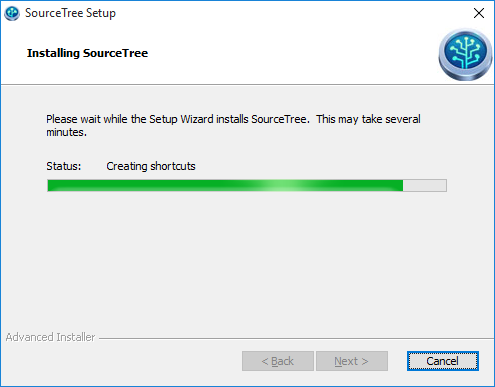 SourceTree Setup
Installing SourceTree
Please wait while the Setup Wizard installs SourceTree.  This may take several
minutes.
Status: Creating shortcuts
Advanced Installer
< Back Next > Cancel